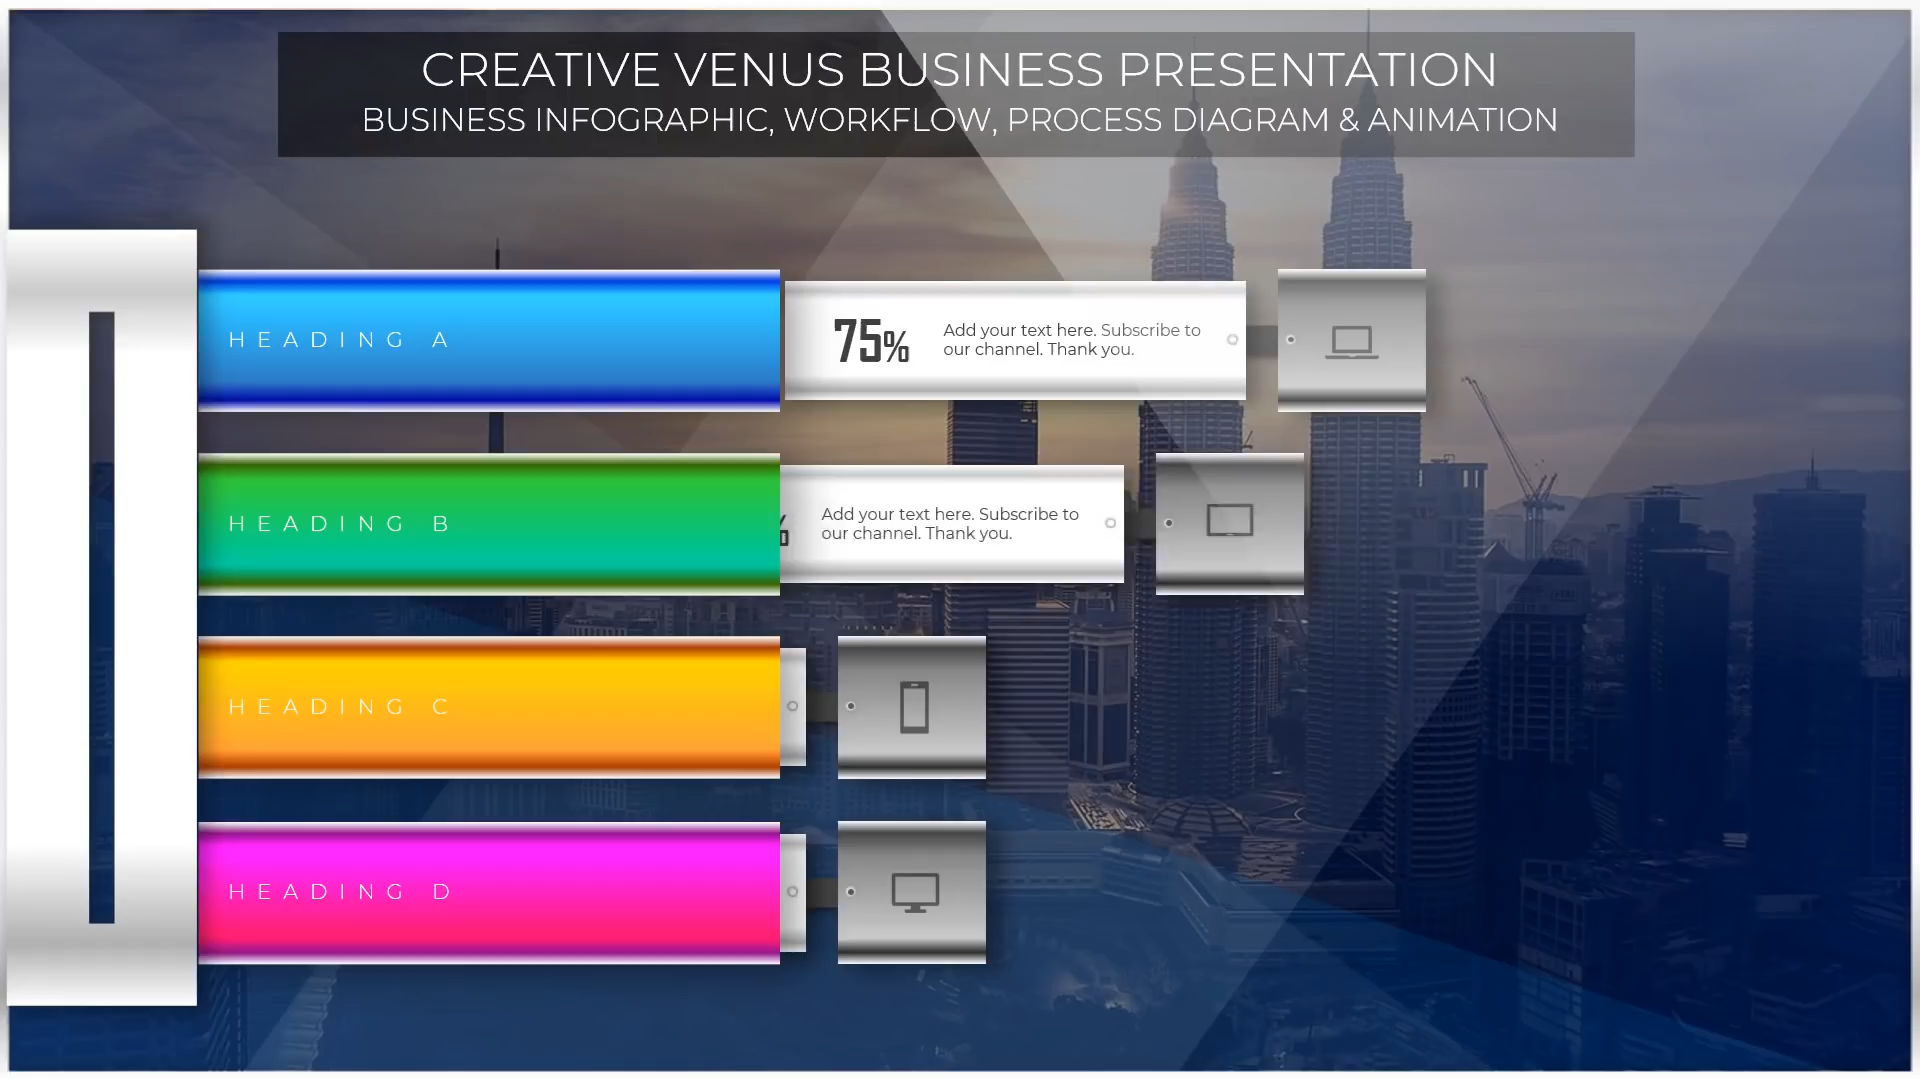 CREATIVE VENUS BUSINESS PRESENTATION
BUSINESS INFOGRAPHIC, WORKFLOW, PROCESS DIAGRAM & ANIMATION
HEADING A
75%
Add your text here. Subscribe to
our channel. Thank you.
HEADING B
%
Add your text here. Subscribe to
our channel. Thank you.
HEADING C
HEADING D